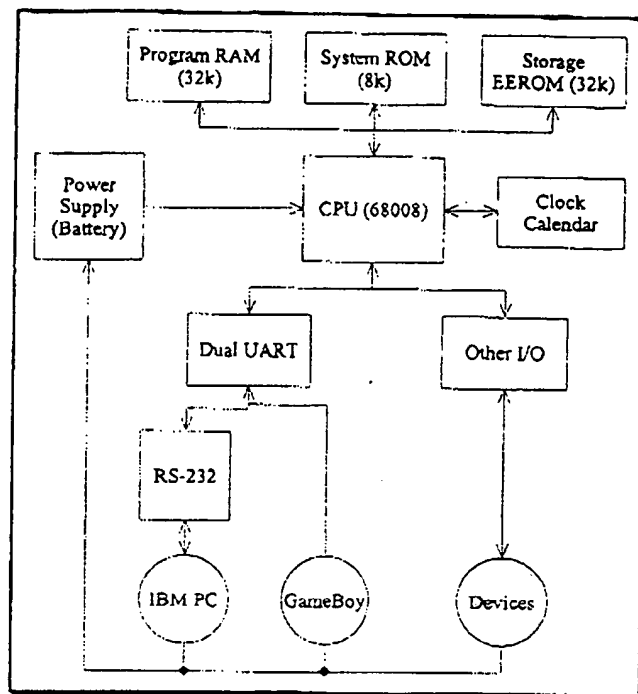 Program RAM
(32k)
System ROM
(8k)
Storage
EEROM (32k)
Power
Supply
(Battery)
CPU (68008)
Clock
Calendar
Dual UART
Other I/O
RS-232
IBM PC
GameBoy
Devices